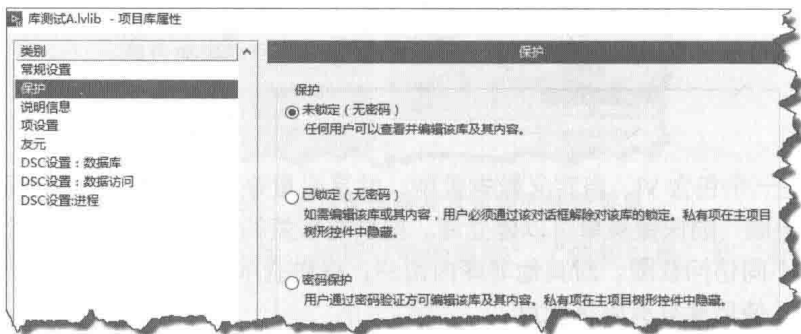 库测试A.lvlib - 项目库属性
类别
常规设置
保护
说明信息
项设置
友元
DSC设置：数据库
DSC设置：数据访问
DSC设置:进程
保护
保护
未锁定（无密码）
任何用户可以查看并编辑该库及其内容。
已锁定（无密码）
如需编辑该库或其内容，用户必须通过该对话框解除对该库的锁定。私有项在主项目
树形控件中隐藏。
密码保护
用户通过密码验证方可编辑该库及其内容。私有项在主项目树形控件中隐藏。